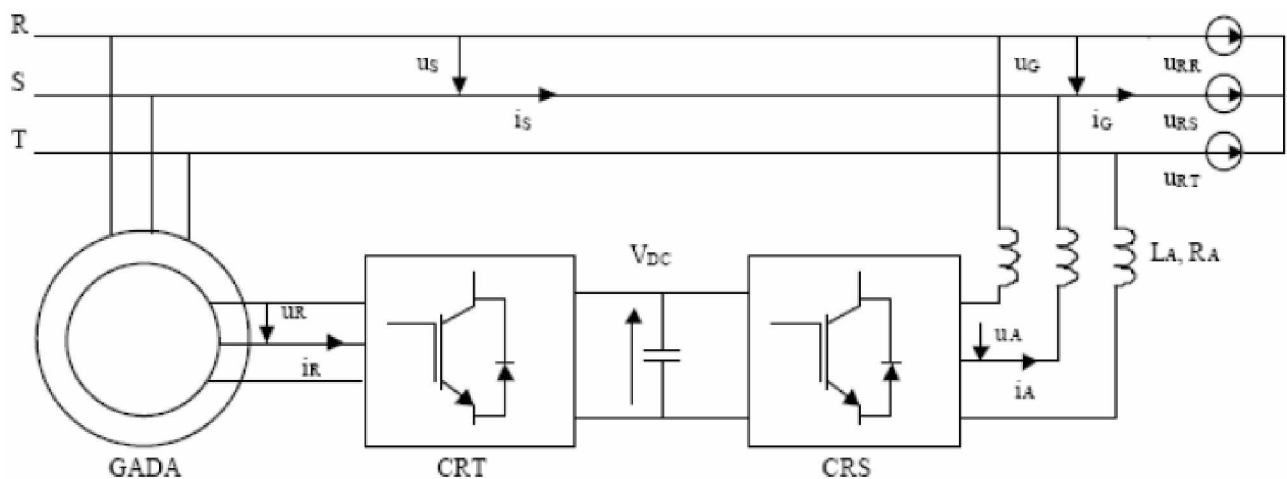 R
uS
uG
uRR
S
iS
iG
uRS
T
uRT
VDC
LA, RA
uR
iR
uA
iA
GADA
CRT
CRS